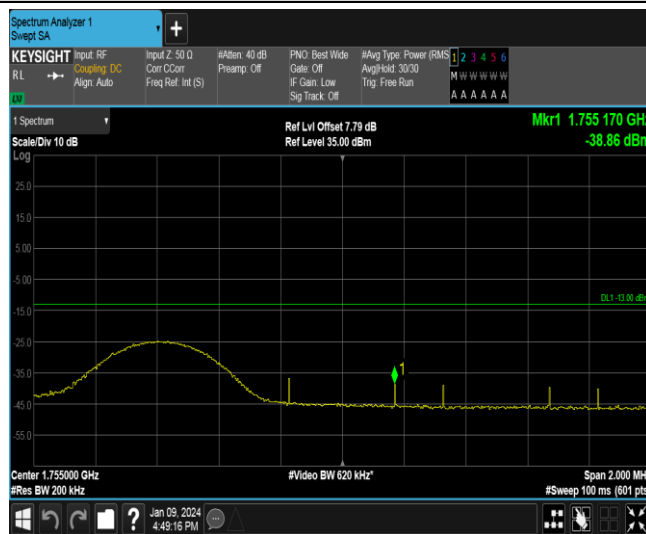 Spectrum Analyzer 1
Swept SA
+
KEYSIGHT Input: RF Input Z: 50 Ω #Atten: 40 dB PNO: Best Wide #Avg Type: Power (RMS 1 2 3 4 5 6
RL Coupling: DC Corr CCorr Preamp: Off Gate: Off Avg|Hold: 30/30 M W W W W W
Align: Auto Freq Ref: Int (S) IF Gain: Low Trig: Free Run
Sig Track: Off A A A A A A
1 Spectrum Ref Lvl Offset 7.79 dB Mkr1 1.755 170 GHz
Scale/Div 10 dB Ref Level 35.00 dBm -38.86 dBm
Log
25.0
15.0
5.00
-5.00
DL1 -13.00 dBm
-15.0
-25.0
-35.0
1
-45.0
-55.0
Center 1.755000 GHz #Video BW 620 kHz* Span 2.000 MH
#Res BW 200 kHz #Sweep 100 ms (601 pts
? Jan 09, 2024
4:49:16 PM